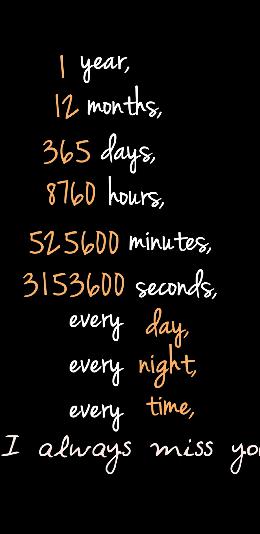 1 year,
12 months,
365 days,
8760 hours,
525600 minutes,
3153600 seconds,
every day,
every night,
every time,
I always miss yo